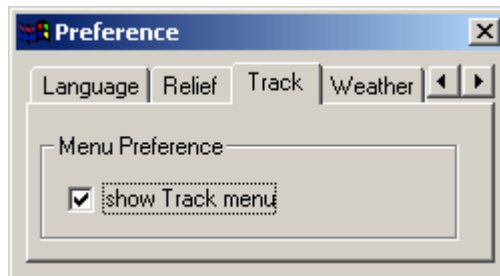 Preference
Language Relief Track Weather
Menu Preference
show Track menu